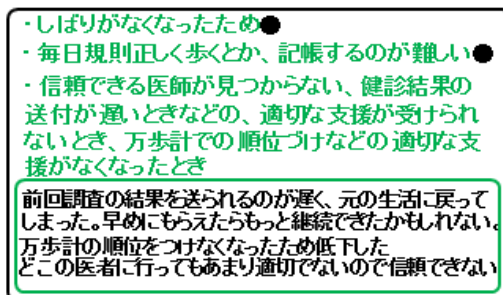 ・しばりがなくなったため●
・毎日規則正しく歩くとか、記帳するのが難しい●
・信頼できる医師が見つからない、健診結果の
送付が遅いときなどの、適切な支援が受けられ
ないとき、万歩計での順位づけなどの適切な支
援がなくなったとき
前回調査の結果を送られるのが遅く、元の生活に戻って
しまった。早めにもらえたらもっと継続できたかもしれない。
万歩計の順位をつけなくなったため低下した
どこの医者に行ってもあまり適切でないので信頼できない